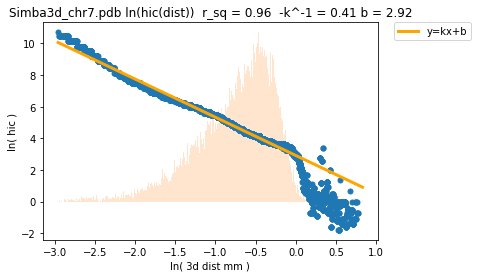 Simba3d_chr7.pdb ln(hic(dist))  r_sq = 0.96  -k^-1 = 0.41 b = 2.92
y=kx+b
ln( hic )
10
8
6
4
2
0
−2
−3.0 −2.5 −2.0 −1.5 −1.0 −0.5 0.0 0.5 1.0
ln( 3d dist mm )